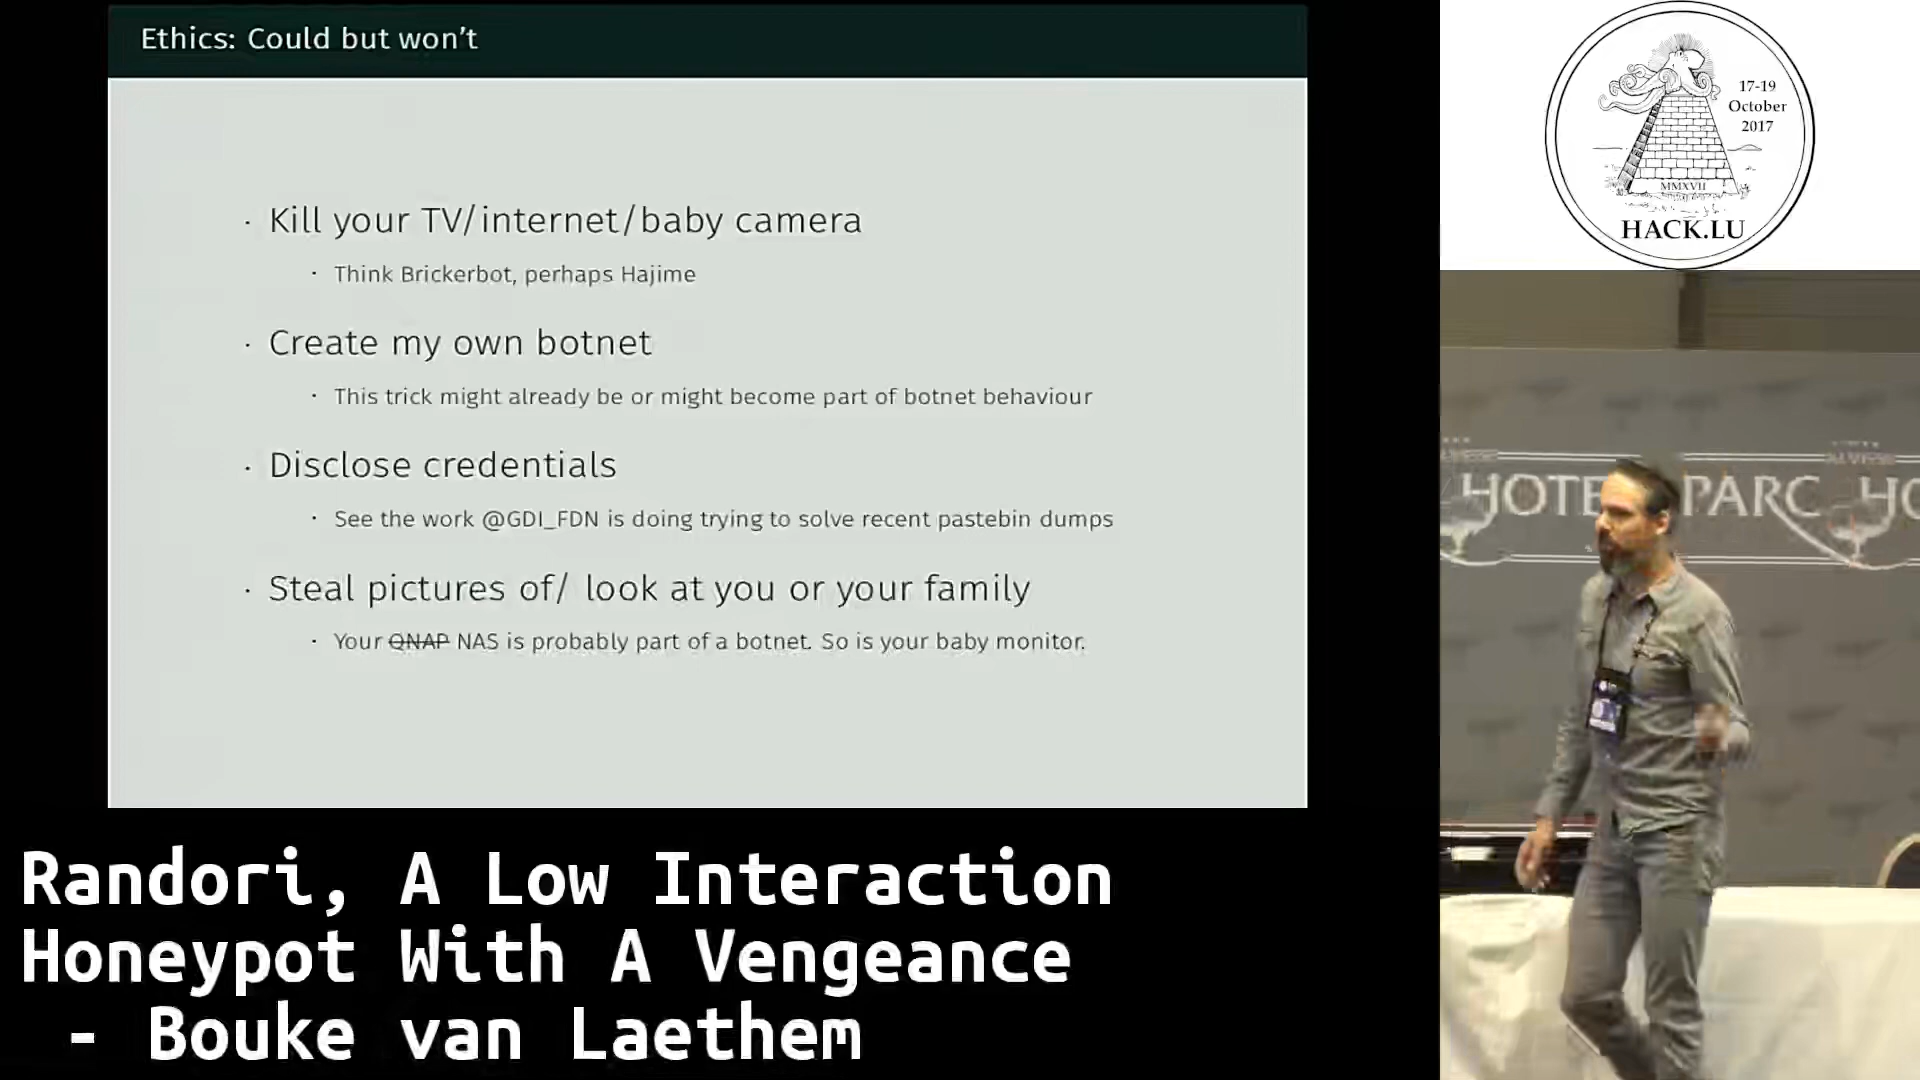 Ethics: Could but won't
· Kill your TV/internet/baby camera
· Think Brickerbot, perhaps Hajime
· Create my own botnet
· This trick might already be or might become part of botnet behaviour
· Disclose credentials
· See the work @GDI_FDN is doing trying to solve recent pastebin dumps
· Steal pictures of/ look at you or your family
· Your QNAP NAS is probably part of a botnet. So is your baby monitor.
Randori, A Low Interaction
Honeypot With A Vengeance
- Bouke van Laethem
17-19
October
2017
MMXVII
HACK.LU
HOTE PARC HO